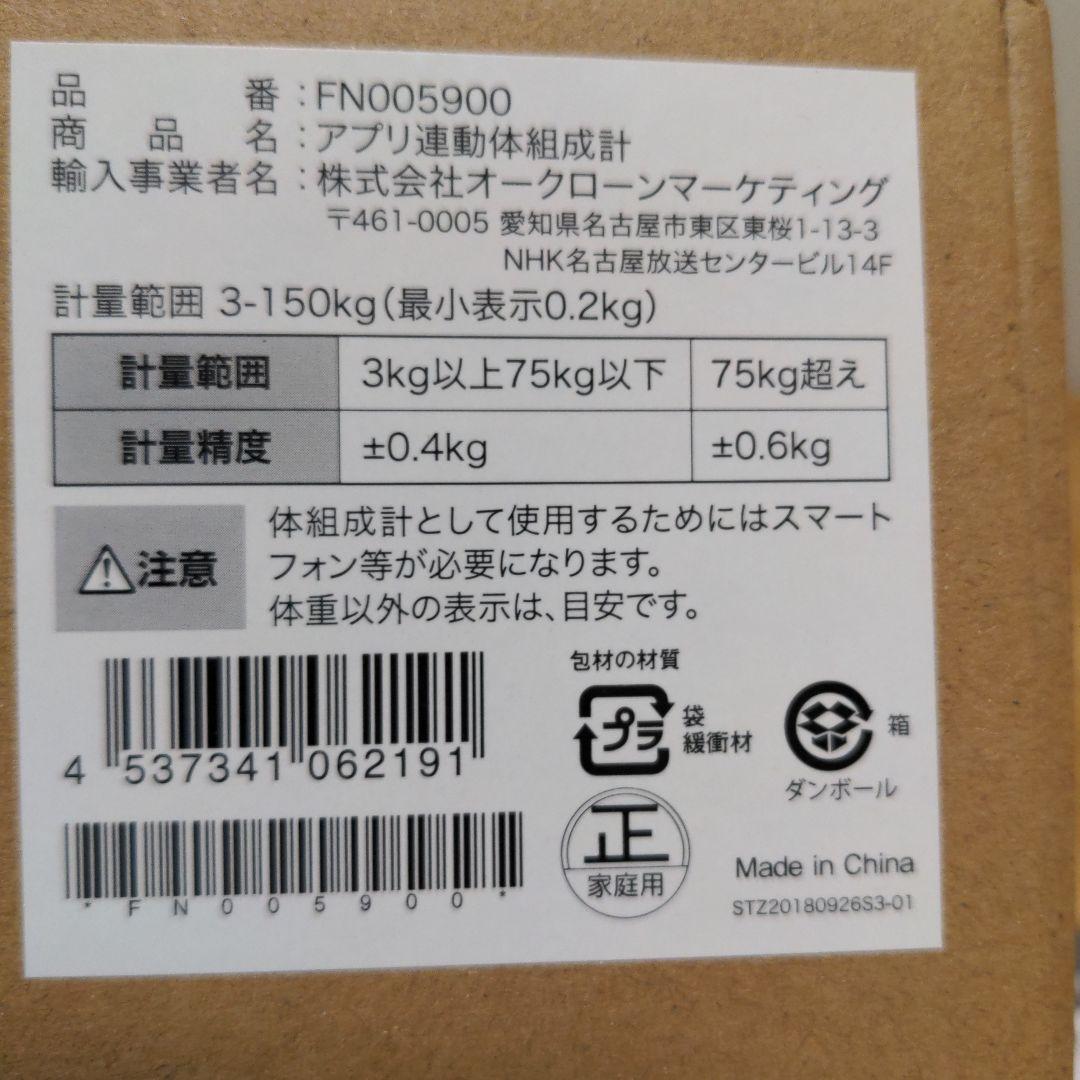 品 番：FN005900
商 品 名：アプリ連動体組成計
輸入事業者名：株式会社オークローンマーケティング
〒461-0005 愛知県名古屋市東区東桜1-13-3
NHK名古屋放送センタービル14F
計量範囲 3-150kg（最小表示0.2kg）
計量範囲 3kg以上75kg以下 75kg超え
計量精度 ±0.4kg ±0.6kg
注意
体組成計として使用するためにはスマート
フォン等が必要になります。
体重以外の表示は、目安です。
4 537341 062191
*FN005900*
包材の材質
プラ
袋
緩衝材
箱
ダンボール
正
家庭用
Made in China
STZ20180926S3-01